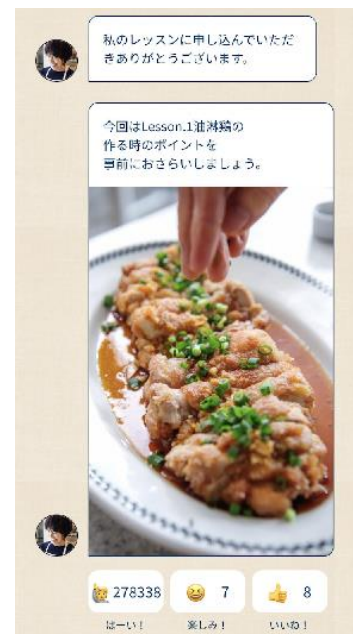 私のレッスンに申し込んでいただ
きありがとうございます。
今回はLesson.1油淋鶏の
作る時のポイントを
事前におさらいしましょう。
278338
7
8
はーい！
楽しみ！
いいね！